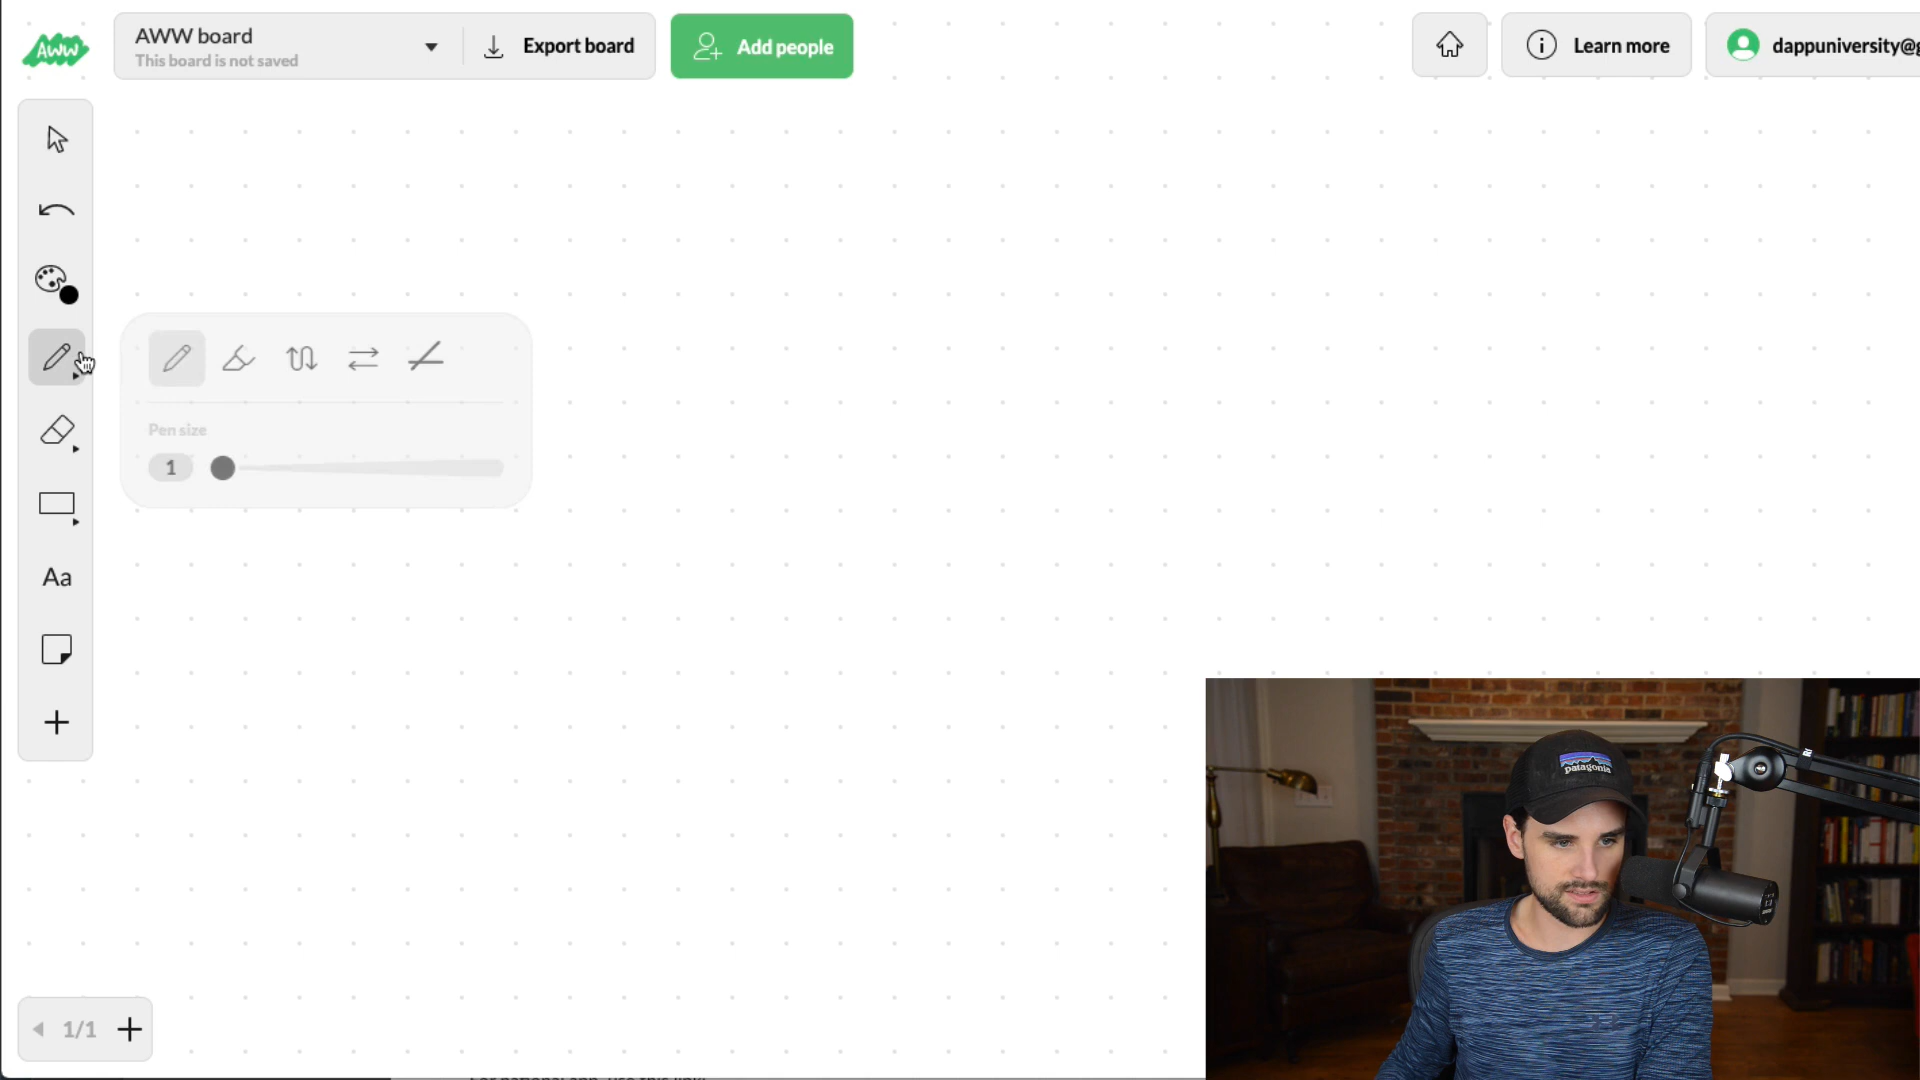 AWW
AWW board
This board is not saved
Export board
Add people
Learn more
dappuniversity@g
Pen size
1
Aa
1/1
patagonia